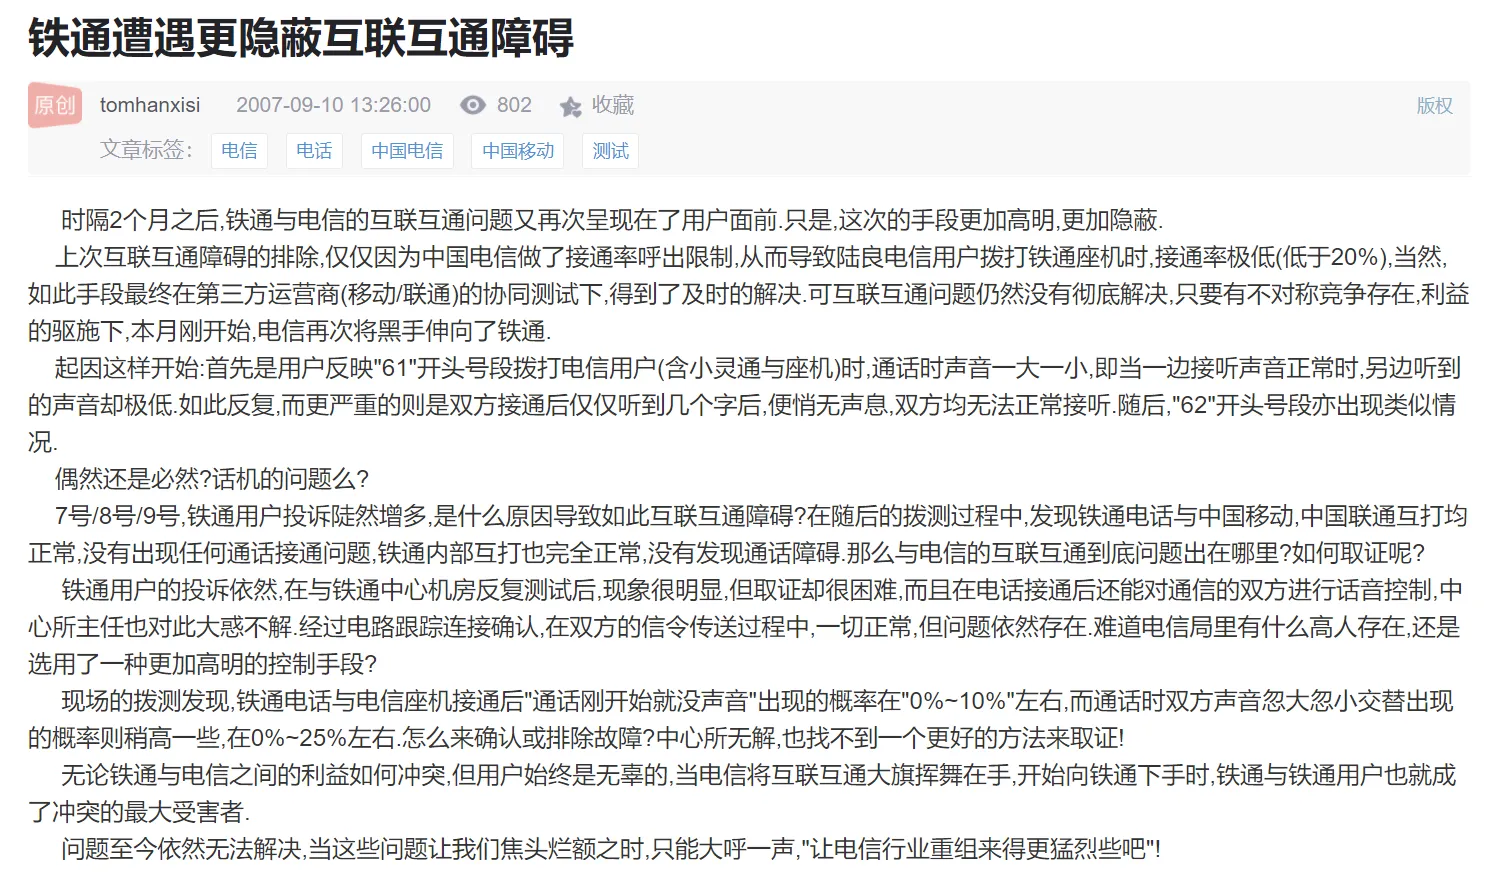 铁通遭遇更隐蔽互联互通障碍
原创 tomhanxisi 2007-09-10 13:26:00 802 收藏 版权
文章标签： 电信 电话 中国电信 中国移动 测试
时隔2个月之后,铁通与电信的互联互通问题又再次呈现在了用户面前.只是,这次的手段更加高明,更加隐蔽.
上次互联互通障碍的排除,仅仅因为中国电信做了接通率呼出限制,从而导致陆良电信用户拨打铁通座机时,接通率极低(低于20%),当然,
如此手段最终在第三方运营商(移动/联通)的协同测试下,得到了及时的解决.可互联互通问题仍然没有彻底解决,只要有不对称竞争存在,利益
的驱施下,本月刚开始,电信再次将黑手伸向了铁通.
起因这样开始:首先是用户反映"61"开头号段拨打电信用户(含小灵通与座机)时,通话时声音一大一小,即当一边接听声音正常时,另边听到
的声音却极低.如此反复,而更严重的则是双方接通后仅仅听到几个字后,便悄无声息,双方均无法正常接听.随后,"62"开头号段亦出现类似情
况.
偶然还是必然?话机的问题么?
7号/8号/9号,铁通用户投诉陡然增多,是什么原因导致如此互联互通障碍?在随后的拨测过程中,发现铁通电话与中国移动,中国联通互打均
正常,没有出现任何通话接通问题,铁通内部互打也完全正常,没有发现通话障碍.那么与电信的互联互通到底问题出在哪里?如何取证呢?
铁通用户的投诉依然,在与铁通中心机房反复测试后,现象很明显,但取证却很困难,而且在电话接通后还能对通信的双方进行话音控制,中
心所主任也对此大惑不解.经过电路跟踪连接确认,在双方的信令传送过程中,一切正常,但问题依然存在.难道电信局里有什么高人存在,还是
选用了一种更加高明的控制手段?
现场的拨测发现,铁通电话与电信座机接通后"通话刚开始就没声音"出现的概率在"0%~10%"左右,而通话时双方声音忽大忽小交替出现
的概率则稍高一些,在0%~25%左右.怎么来确认或排除故障?中心所无解,也找不到一个更好的方法来取证!
无论铁通与电信之间的利益如何冲突,但用户始终是无辜的,当电信将互联互通大旗挥舞在手,开始向铁通下手时,铁通与铁通用户也就成
了冲突的最大受害者.
问题至今依然无法解决,当这些问题让我们焦头烂额之时,只能大呼一声,"让电信行业重组来得更猛烈些吧"!